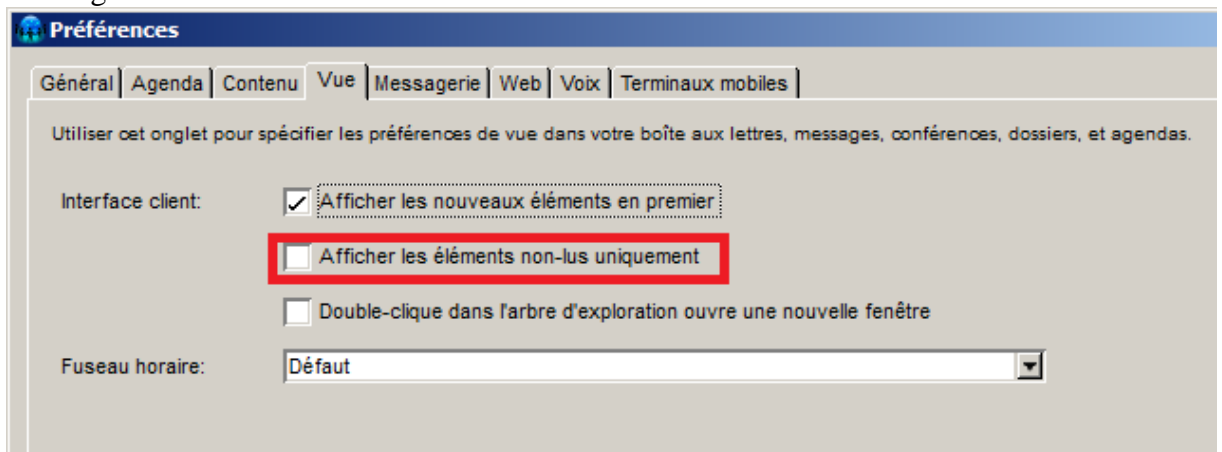 Préférences
Général Agenda Contenu Vue Messagerie Web Voix Terminaux mobiles
Utiliser cet onglet pour spécifier les préférences de vue dans votre boîte aux lettres, messages, conférences, dossiers, et agendas.
Interface client: Afficher les nouveaux éléments en premier
Afficher les éléments non-lus uniquement
Double-clique dans l'arbre d'exploration ouvre une nouvelle fenêtre
Fuseau horaire: Défaut